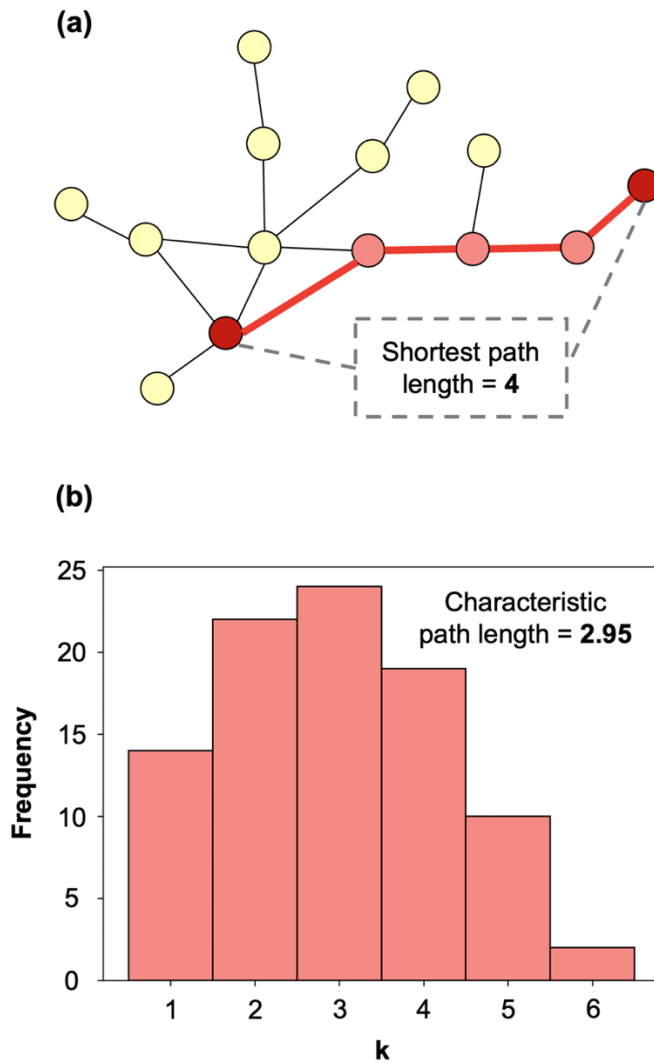 (a)
Shortest path
length = 4
(b)
25
20
15
10
5
0
Frequency
Characteristic
path length = 2.95
1 2 3 4 5 6
k